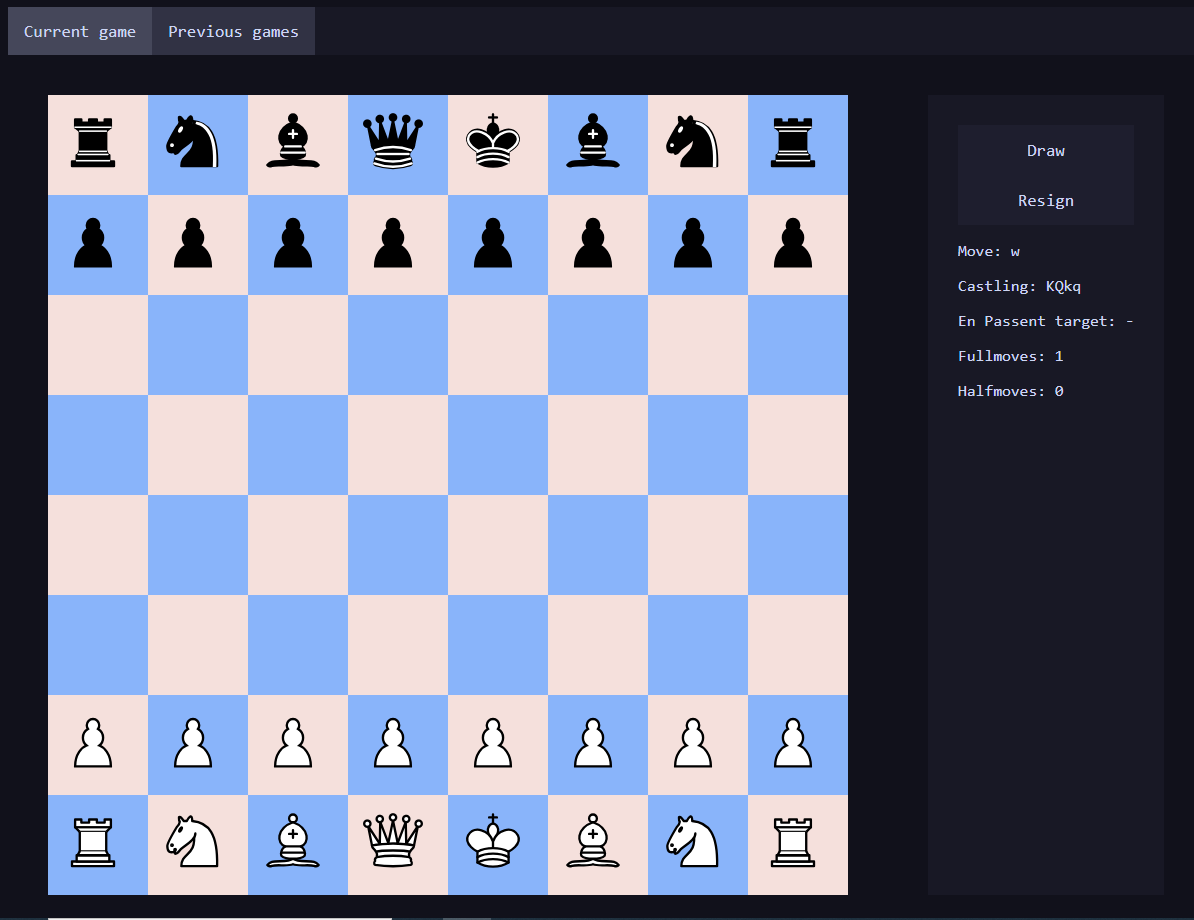 Current game Previous games
Draw
Resign
Move: w
Castling: KQkq
En Passent target: -
Fullmoves: 1
Halfmoves: 0